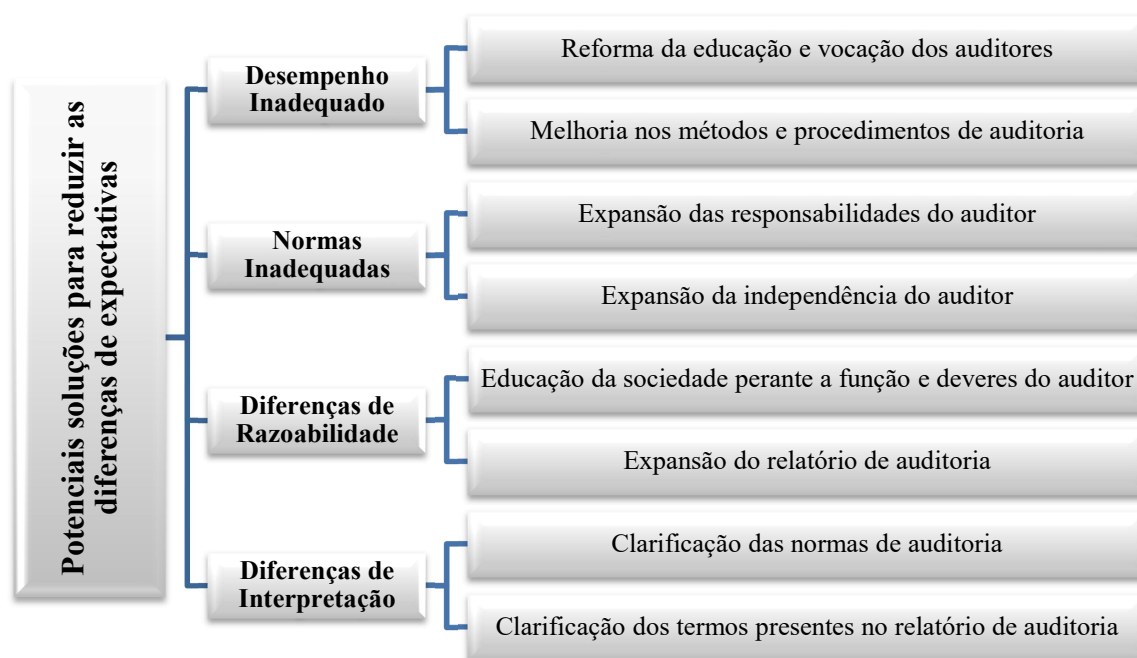 Potenciais soluções para reduzir as
diferenças de expectativas
Desempenho
Inadequado
Reforma da educação e vocação dos auditores
Melhoria nos métodos e procedimentos de auditoria
Normas
Inadequadas
Expansão das responsabilidades do auditor
Expansão da independência do auditor
Diferenças de
Razoabilidade
Educação da sociedade perante a função e deveres do auditor
Expansão do relatório de auditoria
Diferenças de
Interpretação
Clarificação das normas de auditoria
Clarificação dos termos presentes no relatório de auditoria